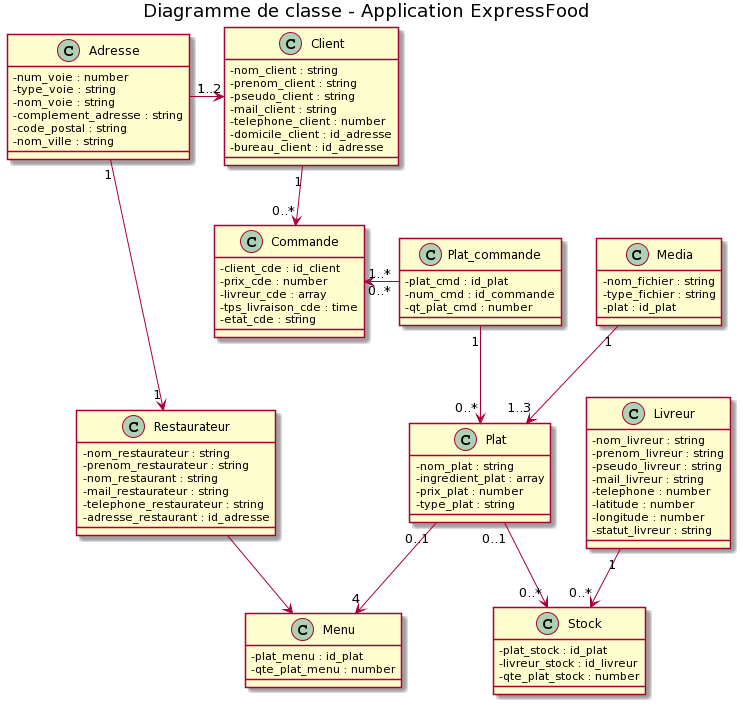 Diagramme de classe - Application ExpressFood
C Adresse
-num_voie : number
-type_voie : string
-nom_voie : string
-complement_adresse : string
-code_postal : string
-nom_ville : string
1..2
C Client
-nom_client : string
-prenom_client : string
-pseudo_client : string
-mail_client : string
-telephone_client : number
-domicile_client : id_adresse
-bureau_client : id_adresse
1
1
0..*
C Commande
-client_cde : id_client
-prix_cde : number
-livreur_cde : array
-tps_livraison_cde : time
-etat_cde : string
1..*
0..*
C Plat_commande
-plat_cmd : id_plat
-num_cmd : id_commande
-qt_plat_cmd : number
C Media
-nom_fichier : string
-type_fichier : string
-plat : id_plat
1
1
1
0..*
1..3
C Restaurateur
-nom_restaurateur : string
-prenom_restaurateur : string
-nom_restaurant : string
-mail_restaurateur : string
-telephone_restaurateur : string
-adresse_restaurant : id_adresse
C Plat
-nom_plat : string
-ingredient_plat : array
-prix_plat : number
-type_plat : string
C Livreur
-nom_livreur : string
-prenom_livreur : string
-pseudo_livreur : string
-mail_livreur : string
-telephone : number
-latitude : number
-longitude : number
-statut_livreur : string
0..1
0..1
1
4
0..*
0..*
C Menu
-plat_menu : id_plat
-qte_plat_menu : number
C Stock
-plat_stock : id_plat
-livreur_stock : id_livreur
-qte_plat_stock : number